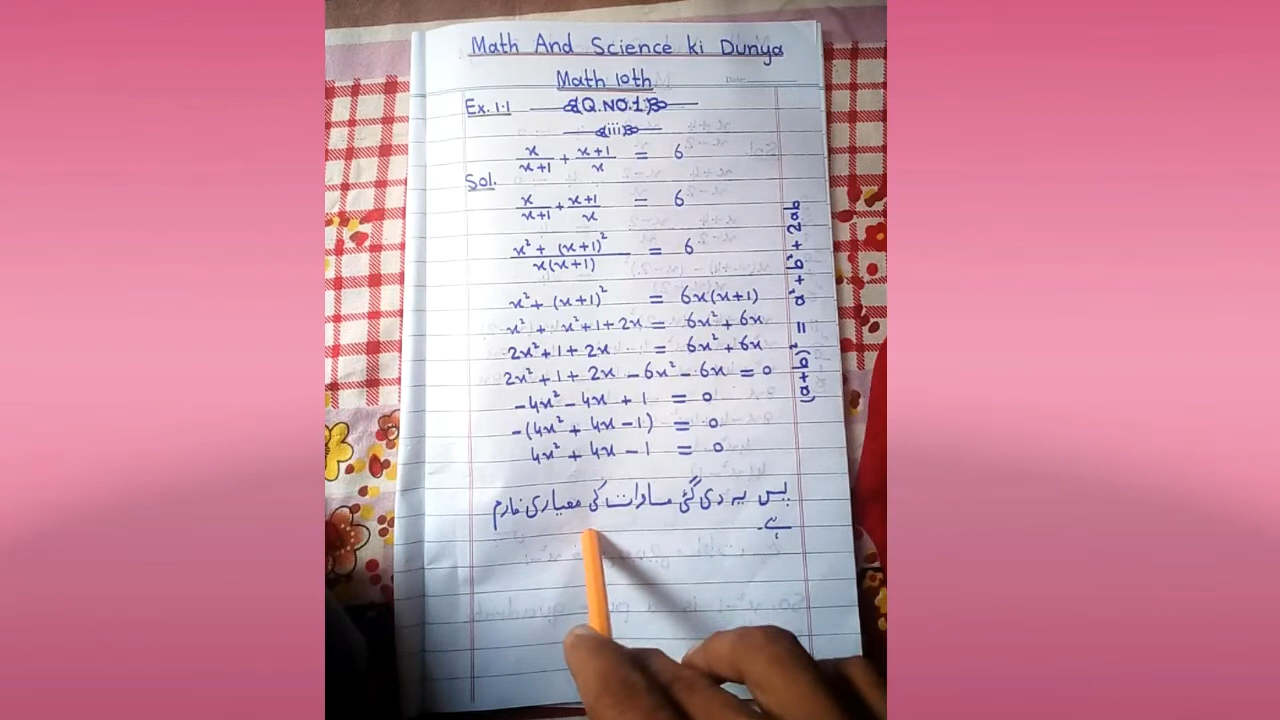 Math And Science ki Dunya
Math 10th
Date:
Ex. 1.1 Q.NO.1
iii
x/(x+1) + (x+1)/x = 6
Sol.
x/(x+1) + (x+1)/x = 6
(x² + (x+1)²)/(x(x+1)) = 6
x² + (x+1)² = 6x(x+1)
x² + x² + 1 + 2x = 6x² + 6x
2x² + 1 + 2x = 6x² + 6x
2x² + 1 + 2x - 6x² - 6x = 0
-4x² - 4x + 1 = 0
-(4x² + 4x - 1) = 0
4x² + 4x - 1 = 0
پس یہ دی گئی مساوات کی معیاری فارم
ہے۔
(a+b)² = a² + b² + 2ab